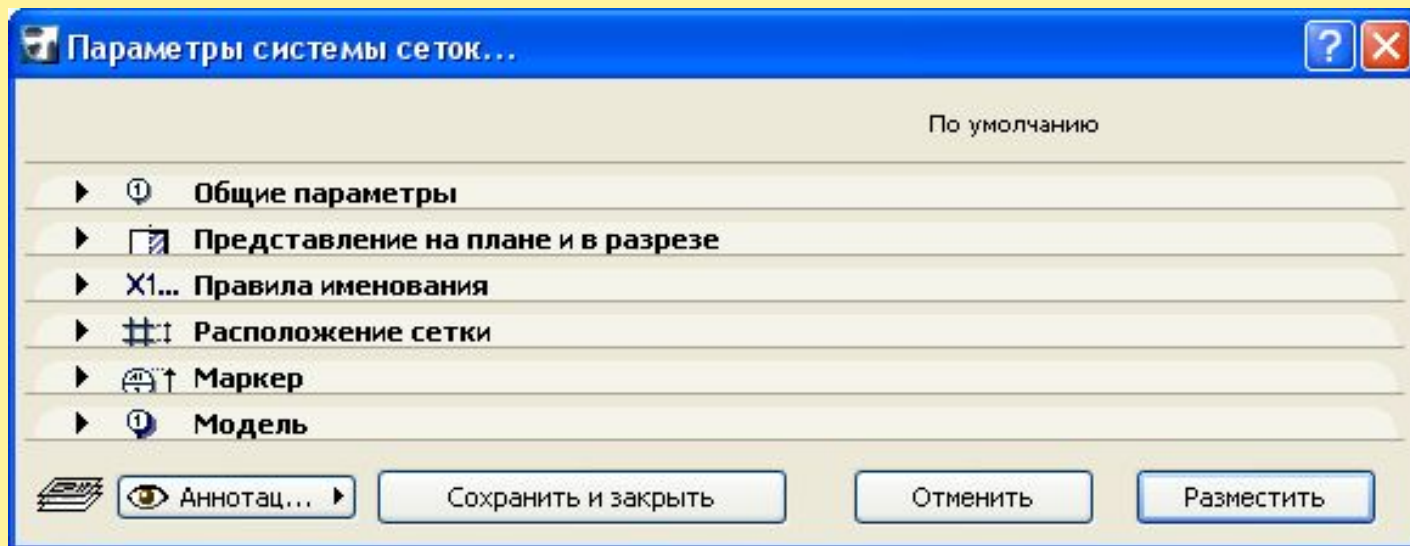 Параметры системы сеток...
По умолчанию
Общие параметры
Представление на плане и в разрезе
X1... Правила именования
Расположение сетки
Маркер
Модель
Аннотац... Сохранить и закрыть Отменить Разместить